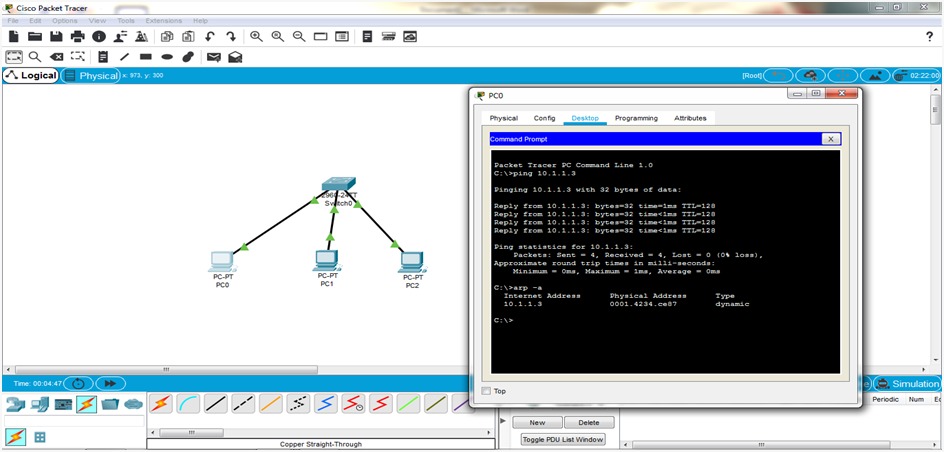 Cisco Packet Tracer
File Edit Options View Tools Extensions Help
?
Logical Physical x: 973, y: 300
[Root] 02:22:00
PC0
Physical Config Desktop Programming Attributes
Command Prompt X
Packet Tracer PC Command Line 1.0
C:\>ping 10.1.1.3
Pinging 10.1.1.3 with 32 bytes of data:
Reply from 10.1.1.3: bytes=32 time=1ms TTL=128
Reply from 10.1.1.3: bytes=32 time<1ms TTL=128
Reply from 10.1.1.3: bytes=32 time<1ms TTL=128
Reply from 10.1.1.3: bytes=32 time<1ms TTL=128
Ping statistics for 10.1.1.3:
Packets: Sent = 4, Received = 4, Lost = 0 (0% loss),
Approximate round trip times in milli-seconds:
Minimum = 0ms, Maximum = 1ms, Average = 0ms
C:\>arp -a
Internet Address Physical Address Type
10.1.1.3 0001.4234.ce87 dynamic
C:\>
Top
2960-24TT
Switch0
PC-PT
PC0
PC-PT
PC1
PC-PT
PC2
Time: 00:04:47
Simulation
Periodic Num
New Delete
Toggle PDU List Window
Copper Straight-Through